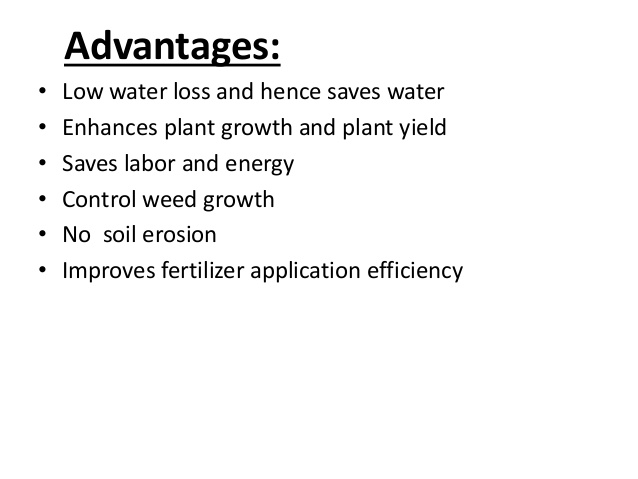 Advantages:
• Low water loss and hence saves water
• Enhances plant growth and plant yield
• Saves labor and energy
• Control weed growth
• No  soil erosion
• Improves fertilizer application efficiency